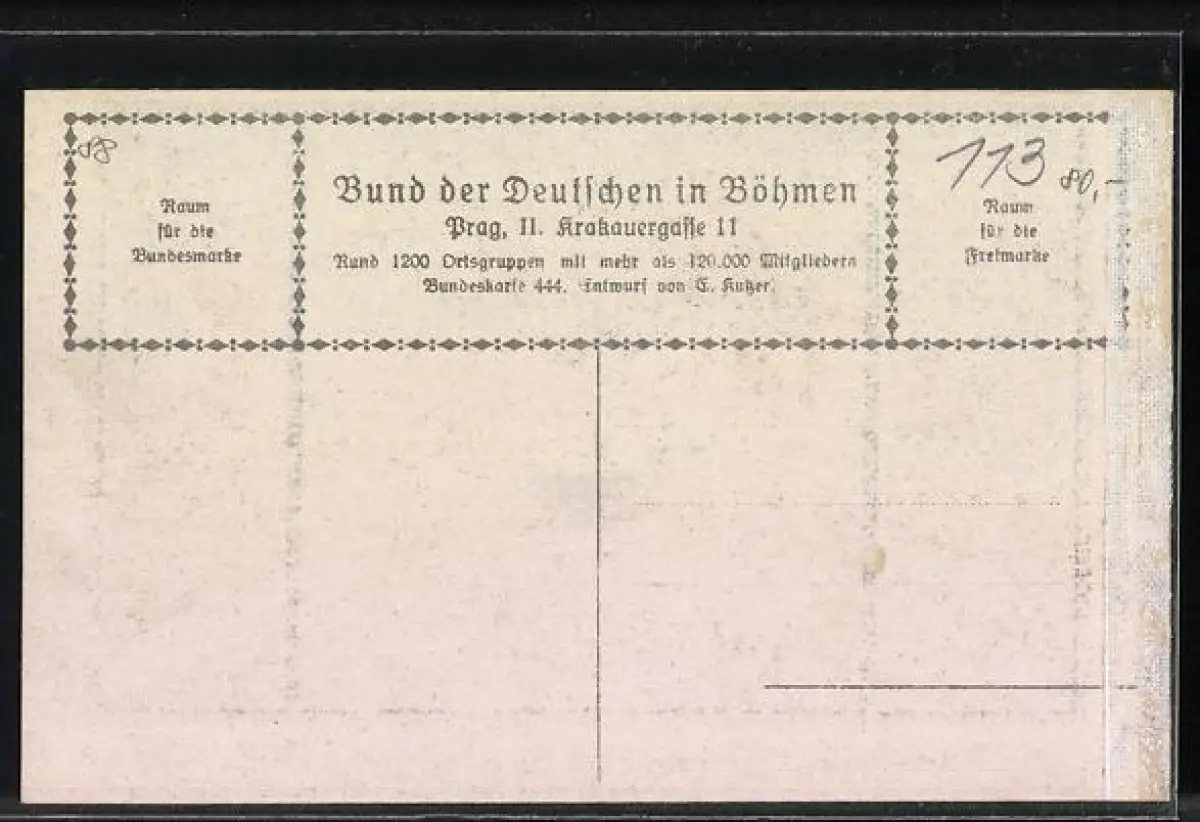 58
Raum
für die
Bundesmarke
Bund der Deutschen in Böhmen
Prag, II. Krakauergasse 11
Rund 1200 Ortsgruppen mit mehr als 120.000 Mitgliedern
Bundeskarte 444. Entwurf von E. Kutzer.
113
80,-
Raum
für die
Freimarke